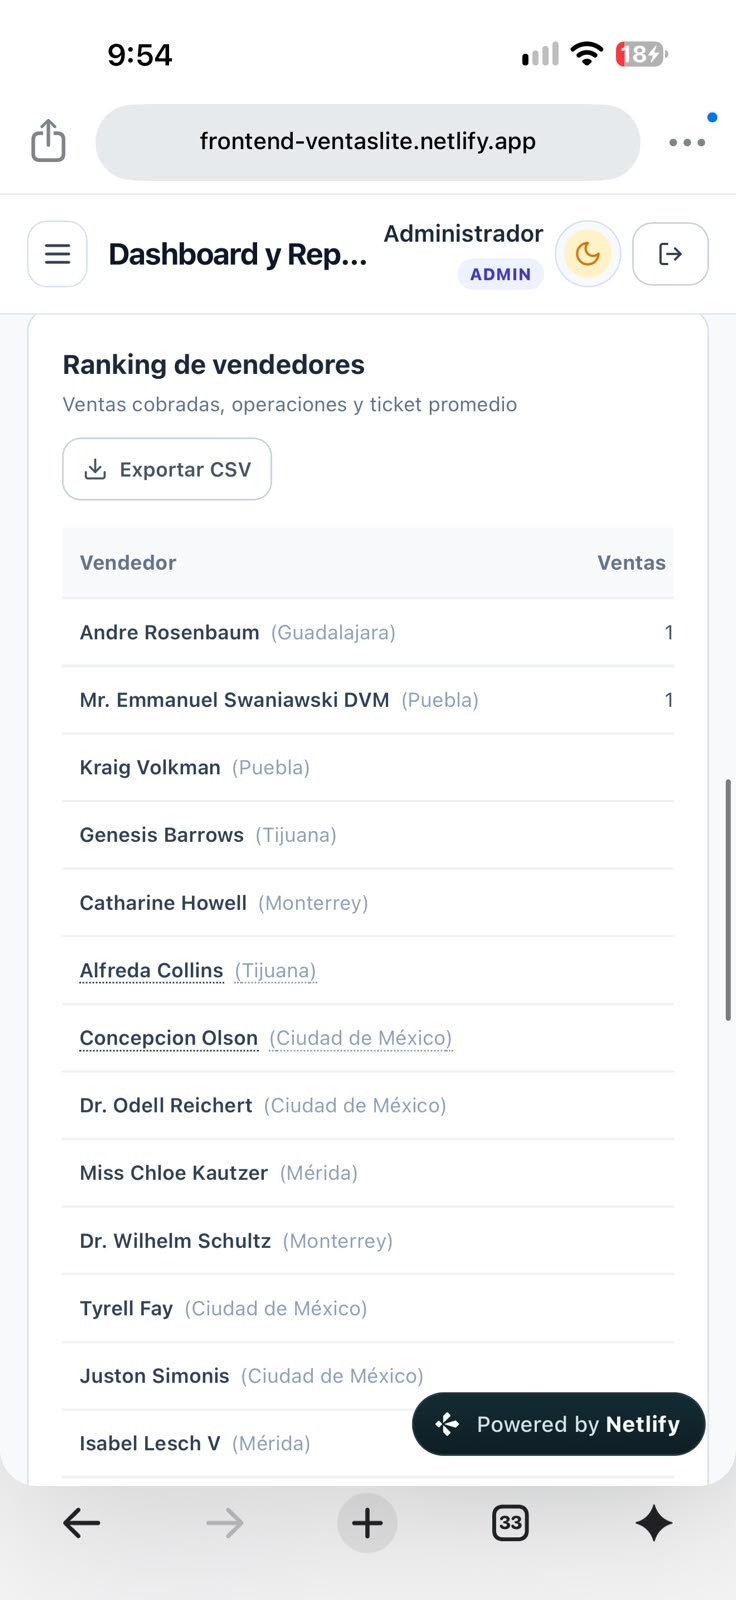 9:54
18
frontend-ventaslite.netlify.app
Dashboard y Rep...
Administrador
ADMIN
Ranking de vendedores
Ventas cobradas, operaciones y ticket promedio
Exportar CSV
Vendedor Ventas
Andre Rosenbaum (Guadalajara) 1
Mr. Emmanuel Swaniawski DVM (Puebla) 1
Kraig Volkman (Puebla)
Genesis Barrows (Tijuana)
Catharine Howell (Monterrey)
Alfreda Collins (Tijuana)
Concepcion Olson (Ciudad de México)
Dr. Odell Reichert (Ciudad de México)
Miss Chloe Kautzer (Mérida)
Dr. Wilhelm Schultz (Monterrey)
Tyrell Fay (Ciudad de México)
Juston Simonis (Ciudad de México)
Isabel Lesch V (Mérida)
Powered by Netlify
33